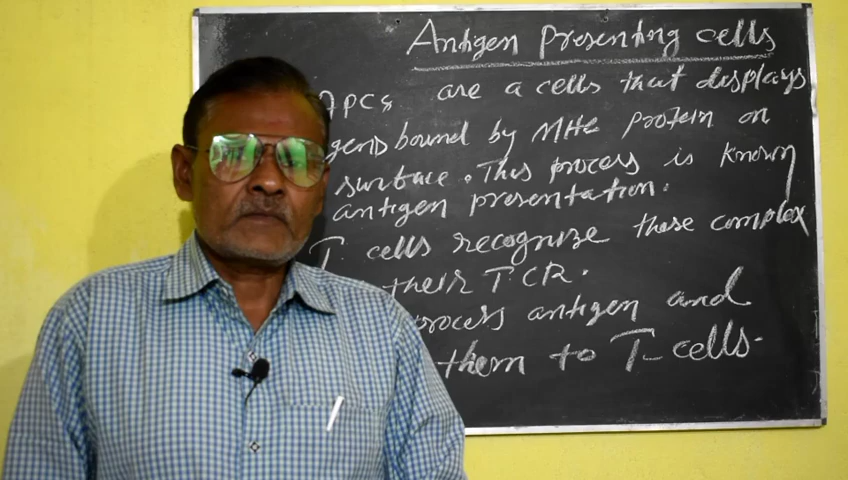 Antigen Presenting cells
APCs are a cells that displays
gens bound by MHC protein on
surface. This process is known
antigen presentation.
T. cells recognize these complex
their TCR.
rocess antigen and
them to T-cells.